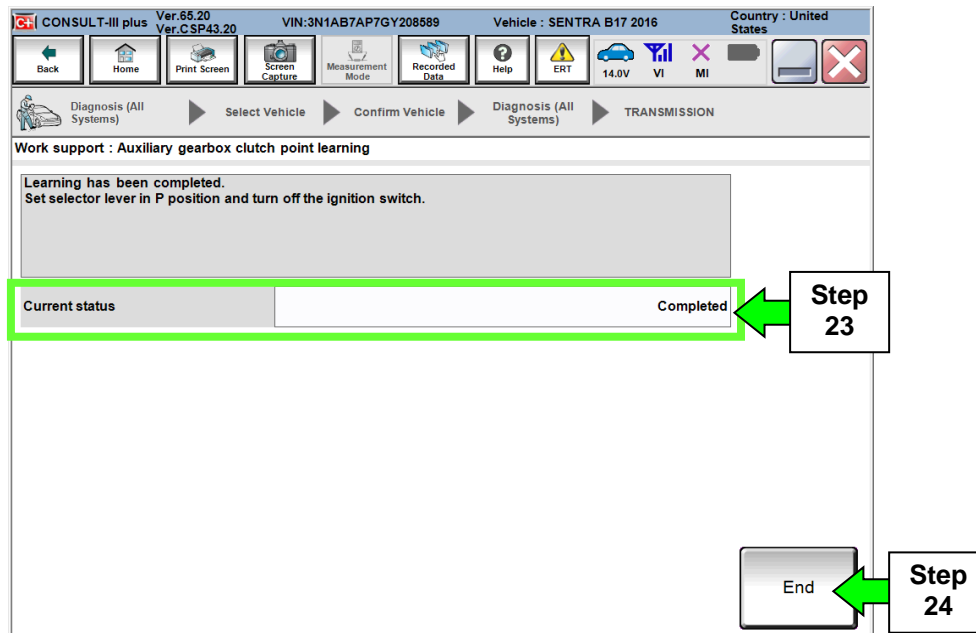 C+ CONSULT-III plus Ver.65.20 VIN:3N1AB7AP7GY208589 Vehicle : SENTRA B17 2016 Country : United
Ver.CSP43.20 States
Back Home Print Screen Screen Capture Measurement Mode Recorded Data Help ERT 14.0V VI MI
Diagnosis (All Systems) Select Vehicle Confirm Vehicle Diagnosis (All Systems) TRANSMISSION
Work support : Auxiliary gearbox clutch point learning
Learning has been completed.
Set selector lever in P position and turn off the ignition switch.
Current status Completed
Step
23
End
Step
24